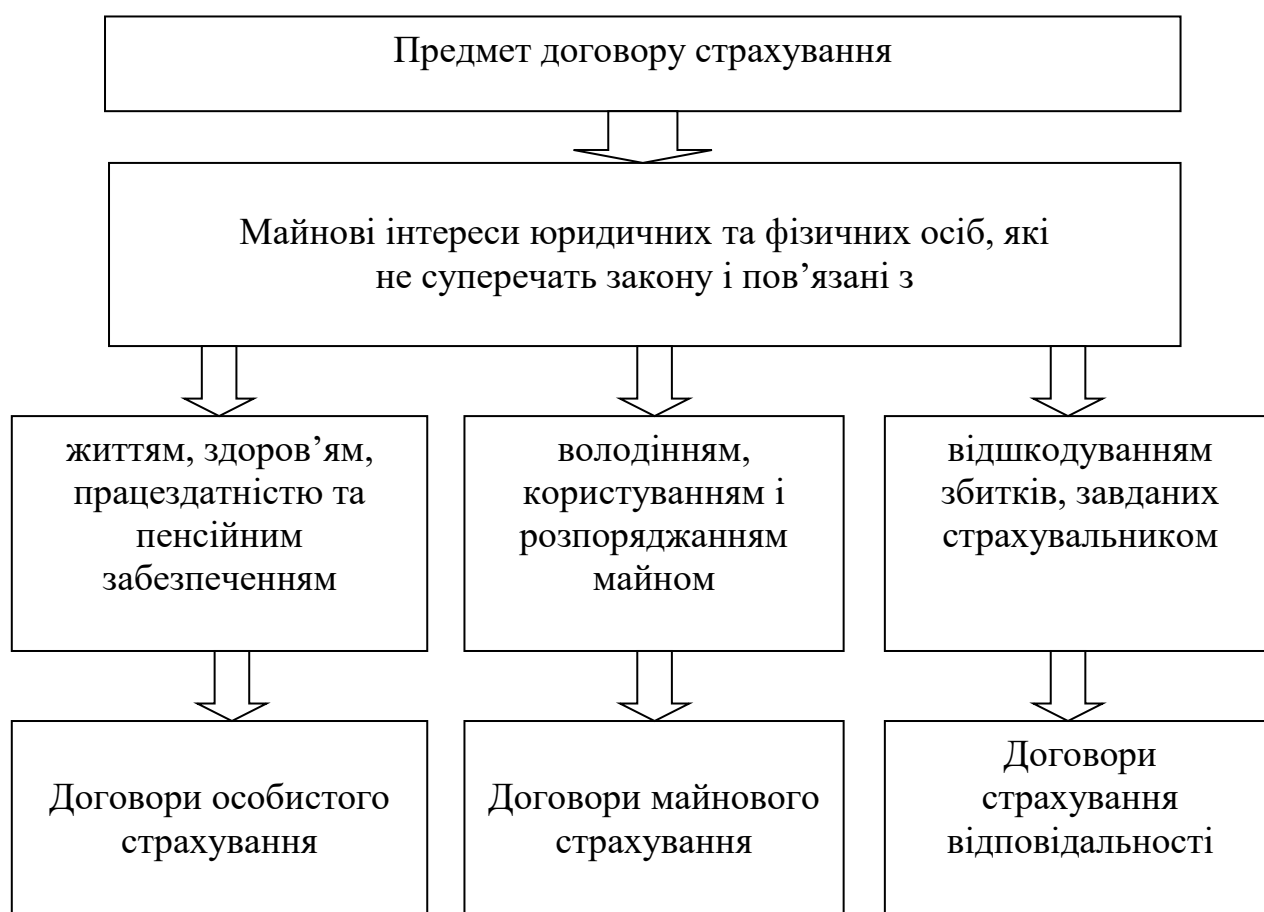 Предмет договору страхування
Майнові інтереси юридичних та фізичних осіб, які
не суперечать закону і пов’язані з
життям, здоров’ям,
працездатністю та
пенсійним
забезпеченням
володінням,
користуванням і
розпоряджанням
майном
відшкодуванням
збитків, завданих
страхувальником
Договори особистого
страхування
Договори майнового
страхування
Договори
страхування
відповідальності